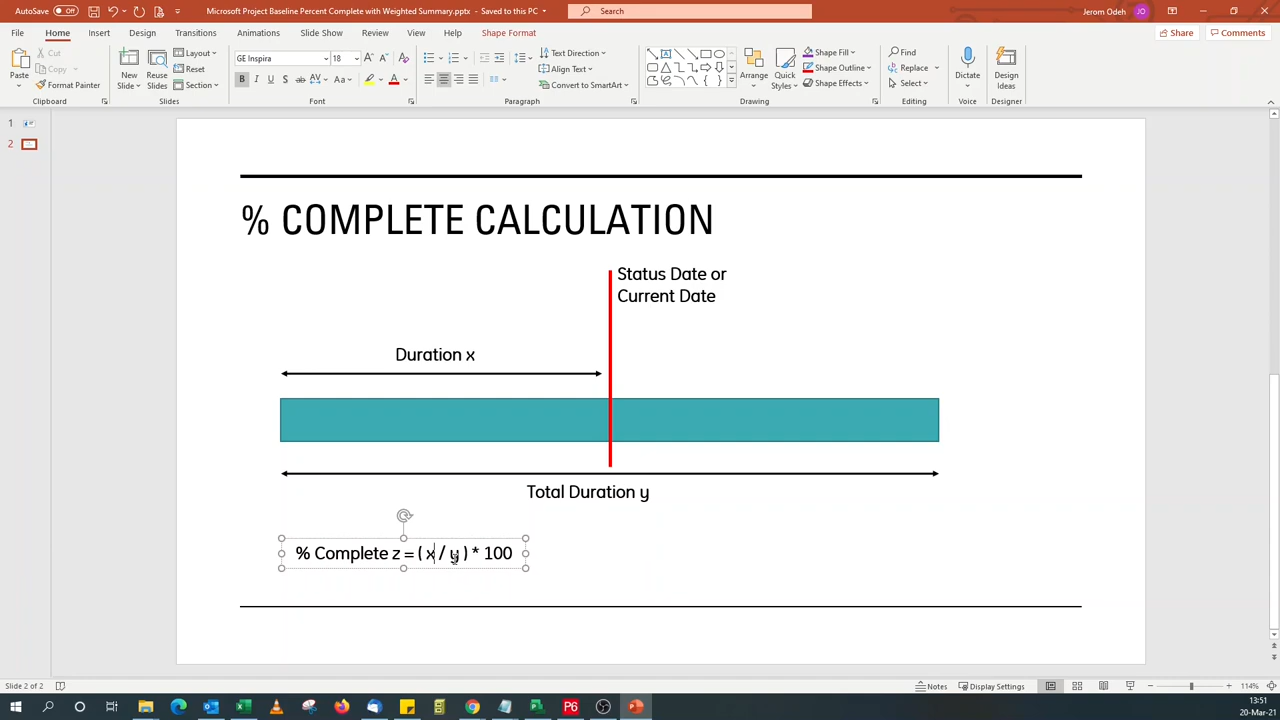 AutoSave Off
Microsoft Project Baseline Percent Complete with Weighted Summary.pptx - Saved to this PC
Search
Jerom Odeh JO
File Home Insert Design Transitions Animations Slide Show Review View Help Shape Format
Share Comments
Paste
Cut
Copy
Format Painter
Clipboard
New Slide
Reuse Slides
Layout
Reset
Section
Slides
GE Inspira 18
Font
Text Direction
Align Text
Convert to SmartArt
Paragraph
Arrange
Quick Styles
Shape Fill
Shape Outline
Shape Effects
Drawing
Find
Replace
Select
Editing
Dictate
Voice
Design Ideas
Designer
1
2
% COMPLETE CALCULATION
Status Date or
Current Date
Duration x
Total Duration y
% Complete z = ( x / y ) * 100
Slide 2 of 2
Notes Display Settings 114%
13:51
20-Mar-21